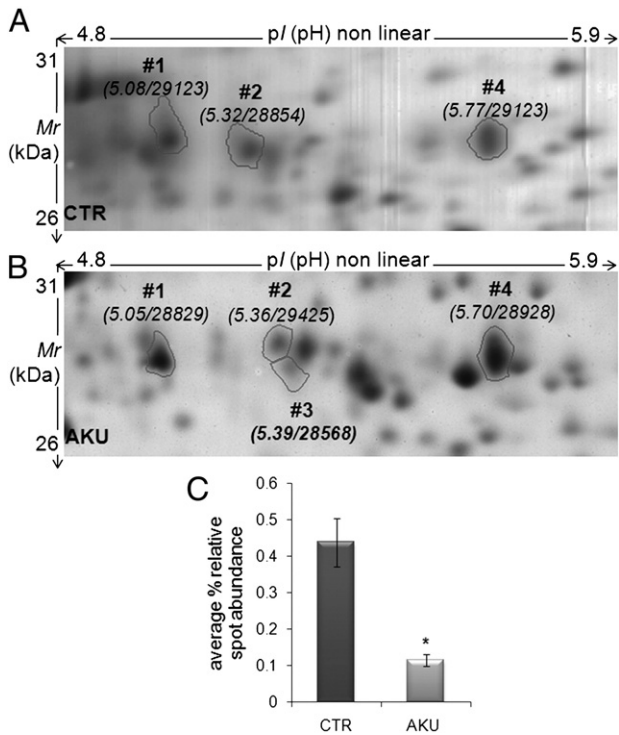 A
4.8 pI (pH) non linear 5.9
31
#1
(5.08/29123)
#2
(5.32/28854)
#4
(5.77/29123)
Mr
(kDa)
26
CTR
B
4.8 pI (pH) non linear 5.9
31
#1
(5.05/28829)
#2
(5.36/29425)
#4
(5.70/28928)
Mr
(kDa)
#3
(5.39/28568)
26
AKU
C
average % relative
spot abundance
0.6
0.5
0.4
0.3
0.2
0.1
0
*
CTR AKU